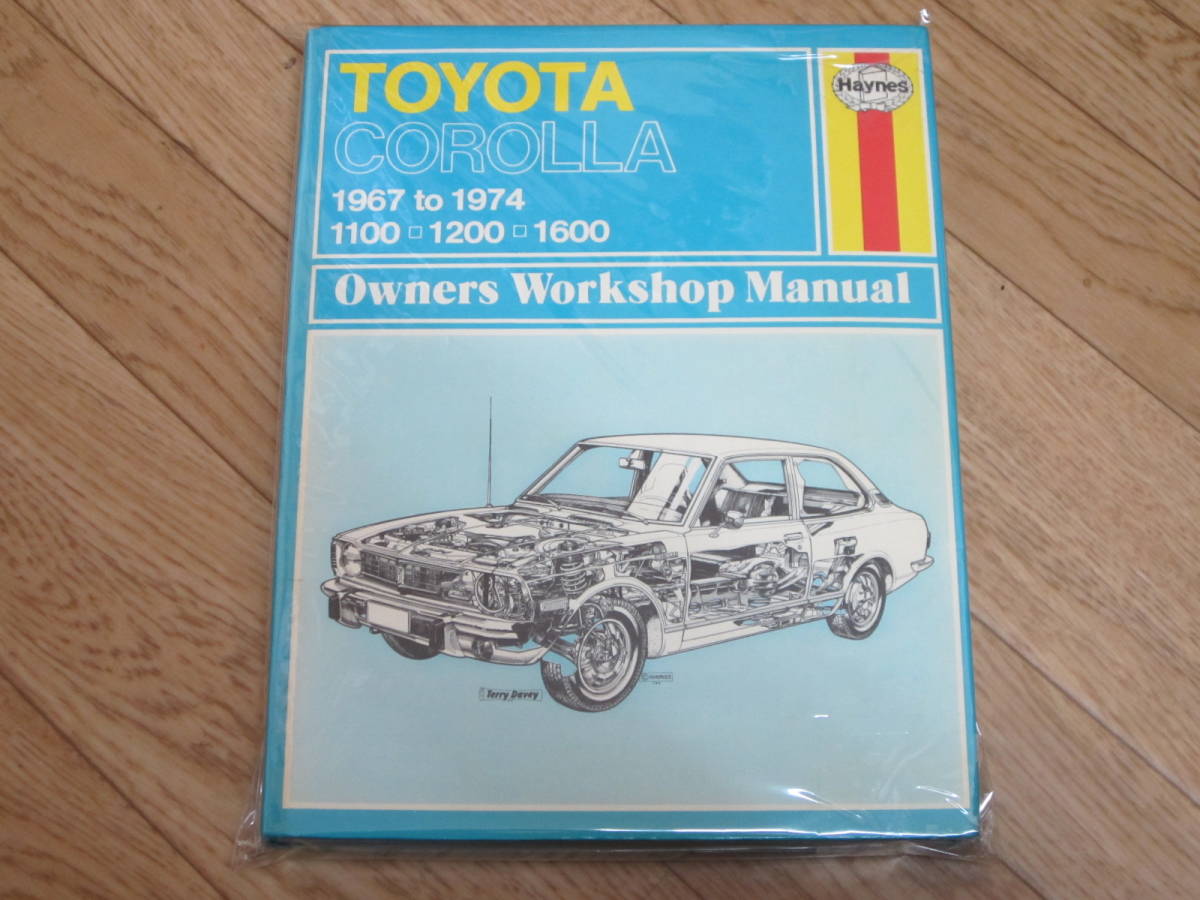 TOYOTA
COROLLA
1967 to 1974
1100 □ 1200 □ 1600
Haynes
Owners Workshop Manual
Terry Davey